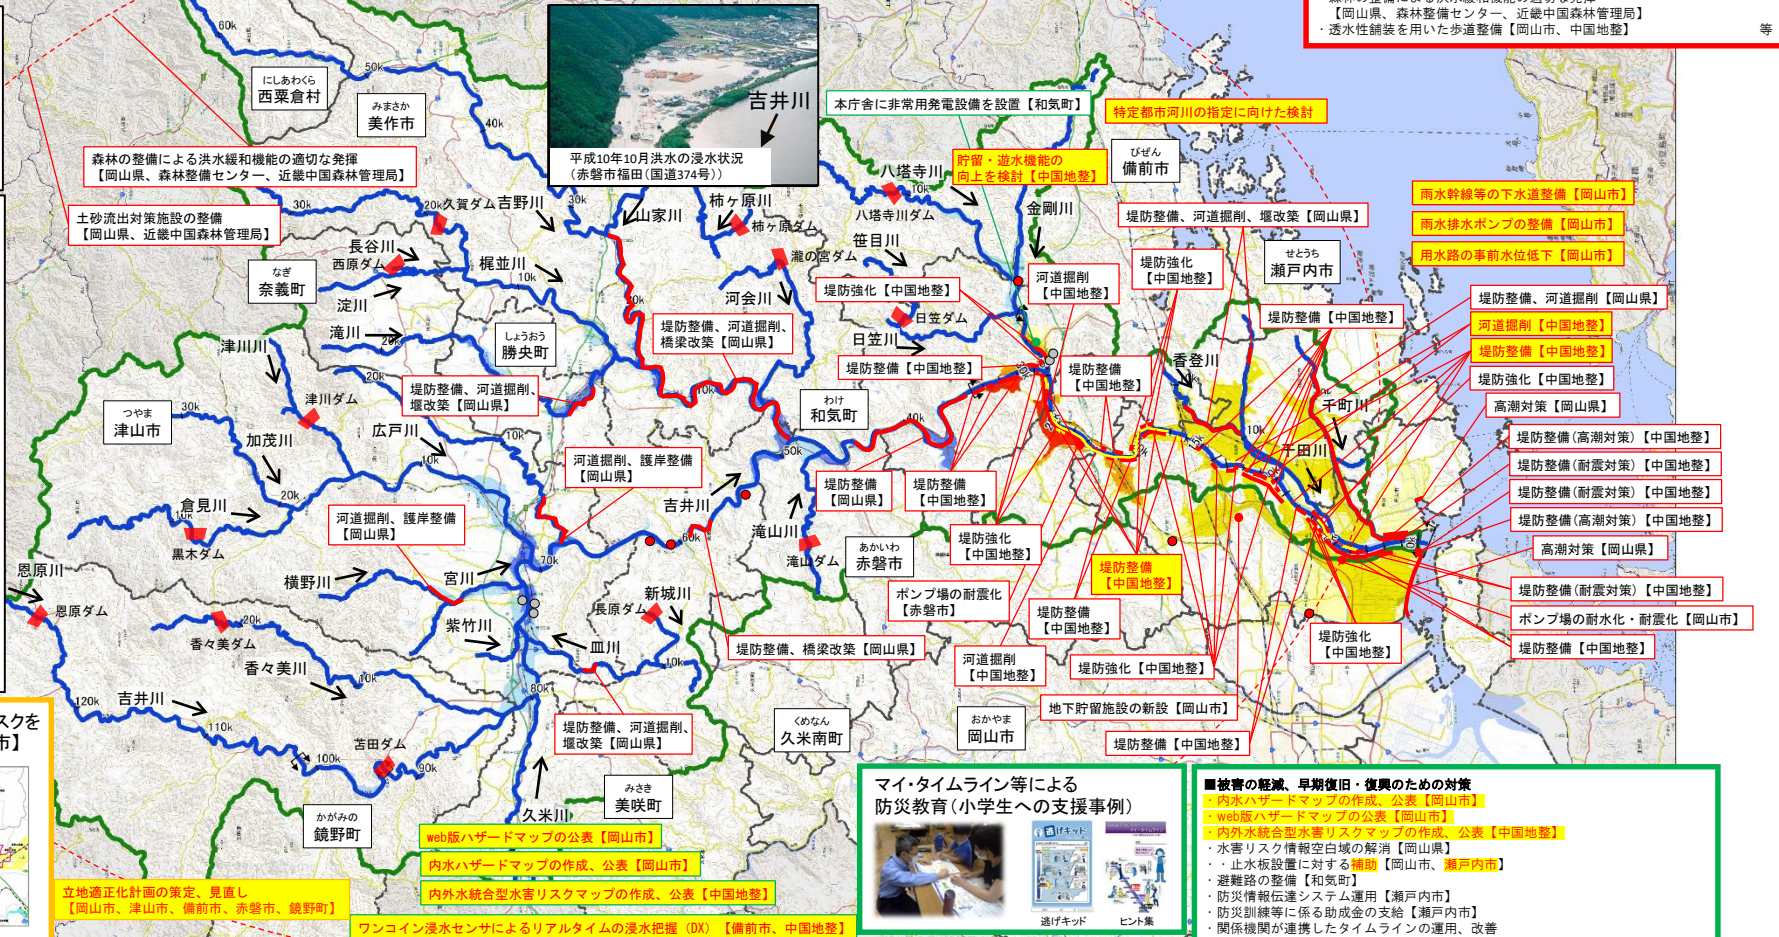 森林の整備による洪水緩和機能の適切な発揮
【岡山県、森林整備センター、近畿中国森林管理局】
・透水性舗装を用いた歩道整備【岡山市、中国地整】
等
60k
50k
40k
にしあわくら
西粟倉村
みまさか
美作市
吉井川
平成10年10月洪水の浸水状況
(赤磐市福田(国道374号))
本庁舎に非常用発電設備を設置【和気町】
特定都市河川の指定に向けた検討
びぜん
備前市
貯留・遊水機能の
向上を検討【中国地整】
森林の整備による洪水緩和機能の適切な発揮
【岡山県、森林整備センター、近畿中国森林管理局】
土砂流出対策施設の整備
【岡山県、近畿中国森林管理局】
30k
20k
久賀ダム
吉野川
30k
山家川
柿ヶ原川
柿ヶ原ダム
八塔寺川
10k
八塔寺川ダム
金剛川
笹目川
堤防整備、河道掘削、堰改築【岡山県】
雨水幹線等の下水道整備【岡山市】
雨水排水ポンプの整備【岡山市】
用水路の事前水位低下【岡山市】
せとうち
瀬戸内市
長谷川
西原ダム
なぎ
奈義町
淀川
滝川
20k
梶並川
10k
滝の宮ダム
河会川
20k
堤防強化【中国地整】
河道掘削
【中国地整】
堤防強化
【中国地整】
日笠ダム
日笠川
堤防整備【中国地整】
堤防整備、河道掘削【岡山県】
河道掘削【中国地整】
堤防整備【中国地整】
堤防強化【中国地整】
高潮対策【岡山県】
しょうおう
勝央町
堤防整備、河道掘削、
橋梁改築【岡山県】
堤防整備【中国地整】
堤防整備
【中国地整】
香登川
津川川
津川ダム
20k
堤防整備、河道掘削、
堰改築【岡山県】
10k
わけ
和気町
40k
千町川
つやま
津山市
30k
加茂川
広戸川
10k
10k
50k
15k
10k
千田川
堤防整備(高潮対策)【中国地整】
堤防整備(耐震対策)【中国地整】
堤防整備(耐震対策)【中国地整】
堤防整備(高潮対策)【中国地整】
高潮対策【岡山県】
堤防整備(耐震対策)【中国地整】
ポンプ場の耐水化・耐震化【岡山市】
堤防整備【中国地整】
倉見川
10k
20k
黒木ダム
河道掘削、護岸整備
【岡山県】
河道掘削、護岸整備
【岡山県】
吉井川
60k
滝山川
滝山ダム
堤防整備
【岡山県】
堤防整備
【中国地整】
堤防強化
【中国地整】
あかいわ
赤磐市
堤防整備
【中国地整】
恩原川
恩原ダム
横野川
宮川
70k
長原ダム
新城川
ポンプ場の耐震化
【赤磐市】
堤防整備
【中国地整】
堤防強化
【中国地整】
20k
香々美ダム
紫竹川
皿川
10k
香々美川
10k
堤防整備、橋梁改築【岡山県】
河道掘削
【中国地整】
堤防強化【中国地整】
吉井川
120k
110k
100k
90k
80k
苫田ダム
堤防整備、河道掘削、
堰改築【岡山県】
くめなん
久米南町
おかやま
岡山市
地下貯留施設の新設【岡山市】
堤防整備【中国地整】
スクを
市】
みさき
美咲町
久米川
かがみの
鏡野町
web版ハザードマップの公表【岡山市】
内水ハザードマップの作成、公表【岡山市】
内外水統合型水害リスクマップの作成、公表【中国地整】
立地適正化計画の策定、見直し
【岡山市、津山市、備前市、赤磐市、鏡野町】
ワンコイン浸水センサによるリアルタイムの浸水把握(DX)【備前市、中国地整】
マイ・タイムライン等による
防災教育(小学生への支援事例)
逃げキッド
逃げキッド
ヒント集
■被害の軽減、早期復旧・復興のための対策
・内水ハザードマップの作成、公表【岡山市】
・web版ハザードマップの公表【岡山市】
・内外水統合型水害リスクマップの作成、公表【中国地整】
・水害リスク情報空白域の解消【岡山県】
・・止水板設置に対する補助【岡山市、瀬戸内市】
・避難路の整備【和気町】
・防災情報伝達システム運用【瀬戸内市】
・防災訓練等に係る助成金の支給【瀬戸内市】
・関係機関が連携したタイムラインの運用、改善